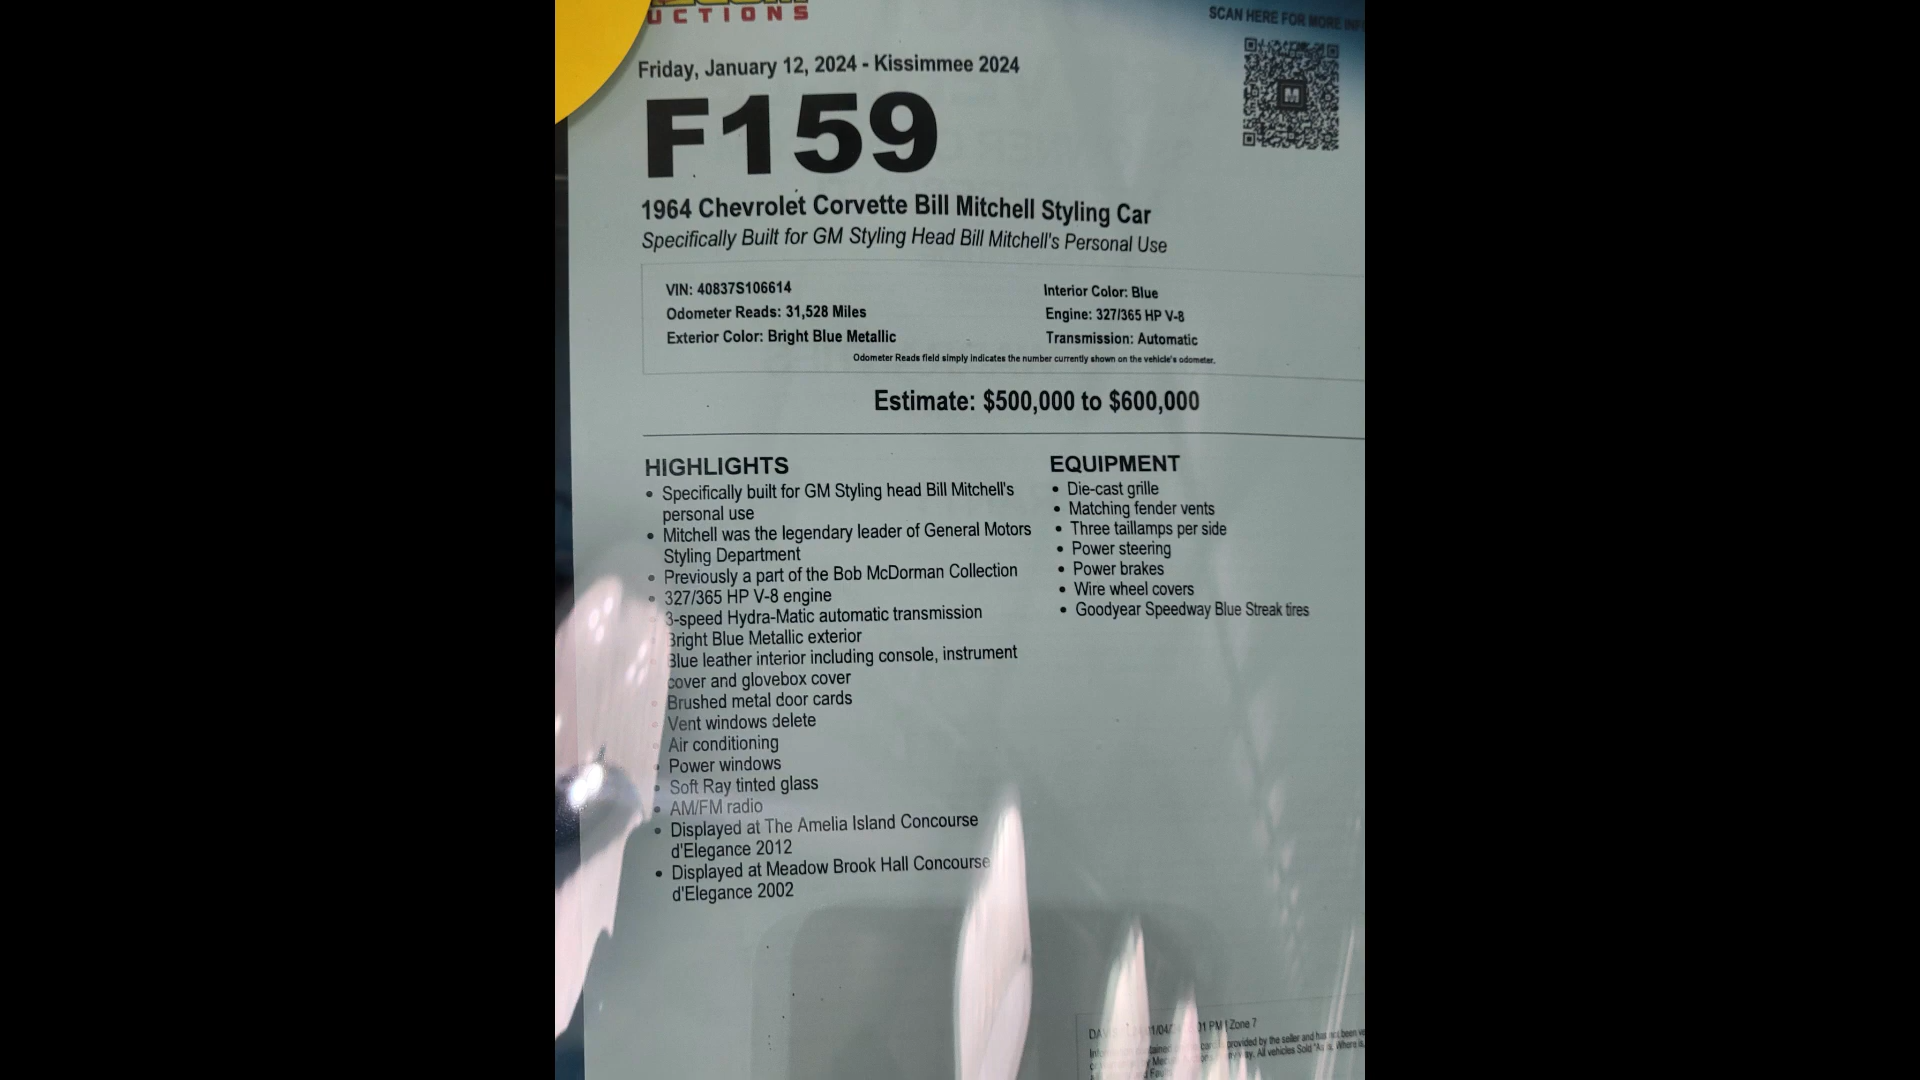 UCTIONS
SCAN HERE FOR MORE INF
Friday, January 12, 2024 - Kissimmee 2024
M
F159
1964 Chevrolet Corvette Bill Mitchell Styling Car
Specifically Built for GM Styling Head Bill Mitchell's Personal Use
VIN: 40837S106614
Odometer Reads: 31,528 Miles
Exterior Color: Bright Blue Metallic
Interior Color: Blue
Engine: 327/365 HP V-8
Transmission: Automatic
Odometer Reads field simply indicates the number currently shown on the vehicle's odometer.
Estimate: $500,000 to $600,000
HIGHLIGHTS
• Specifically built for GM Styling head Bill Mitchell's
personal use
• Mitchell was the legendary leader of General Motors
Styling Department
• Previously a part of the Bob McDorman Collection
• 327/365 HP V-8 engine
• 3-speed Hydra-Matic automatic transmission
• Bright Blue Metallic exterior
• Blue leather interior including console, instrument
cover and glovebox cover
• Brushed metal door cards
• Vent windows delete
• Air conditioning
• Power windows
• Soft Ray tinted glass
• AM/FM radio
• Displayed at The Amelia Island Concourse
d'Elegance 2012
• Displayed at Meadow Brook Hall Concourse
d'Elegance 2002
EQUIPMENT
• Die-cast grille
• Matching fender vents
• Three taillamps per side
• Power steering
• Power brakes
• Wire wheel covers
• Goodyear Speedway Blue Streak tires
PM | Zone 7
provided by the seller and has not been
All vehicles Sold "As is, Where is,